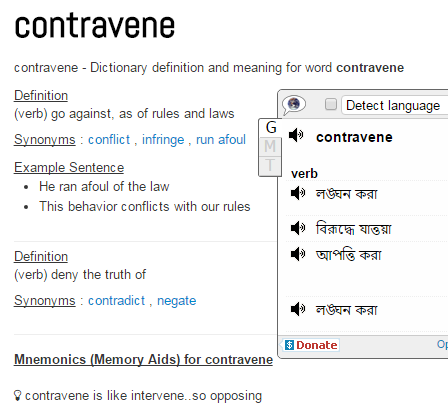 contravene
contravene - Dictionary definition and meaning for word contravene
Definition
(verb) go against, as of rules and laws
Synonyms : conflict , infringe , run afoul
Example Sentence
He ran afoul of the law
This behavior conflicts with our rules
Definition
(verb) deny the truth of
Synonyms : contradict , negate
Mnemonics (Memory Aids) for contravene
contravene is like intervene..so opposing
Detect language
G
M
T
contravene
verb
লঙ্ঘন করা
বিরূদ্ধে যাত্তয়া
আপত্তি করা
লঙ্ঘন করা
$ Donate
Op